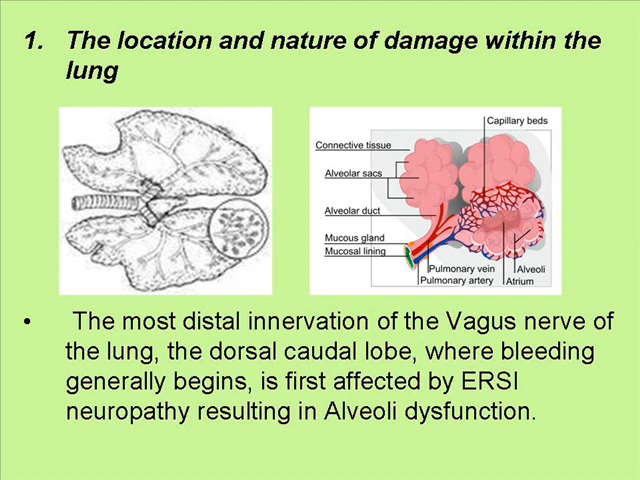 1. The location and nature of damage within the
lung
Capillary beds
Connective tissue
Alveolar sacs
Alveolar duct
Mucous gland
Mucosal lining
Pulmonary vein
Pulmonary artery
Alveoli
Atrium
• The most distal innervation of the Vagus nerve of
the lung, the dorsal caudal lobe, where bleeding
generally begins, is first affected by ERSI
neuropathy resulting in Alveoli dysfunction.